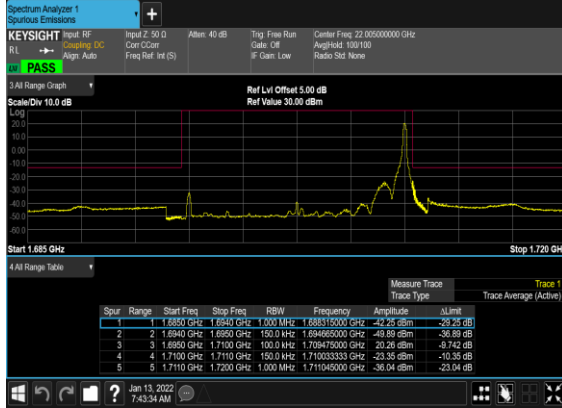 Spectrum Analyzer 1
Spurious Emissions
+
KEYSIGHT Input: RF Input Z: 50 Ω Atten: 40 dB Trig: Free Run Center Freq: 22.005000000 GHz
RL Coupling: DC Corr CCorr Gate: Off Avg|Hold: 100/100
Align: Auto Freq Ref: Int (S) IF Gain: Low Radio Std: None
PASS
3 All Range Graph
Ref Lvl Offset 5.00 dB
Scale/Div 10.0 dB Ref Value 30.00 dBm
Log
20.0
10.0
0.00
-10.0
-20.0
-30.0
-40.0
-50.0
-60.0
Start 1.685 GHz Stop 1.720 GH
4 All Range Table
Measure Trace Trace 1
Trace Type Trace Average (Active)
Spur Range Start Freq Stop Freq RBW Frequency Amplitude ΔLimit
1 1 1.6850 GHz 1.6940 GHz 1.000 MHz 1.688315000 GHz -42.25 dBm -29.25 dB
2 2 1.6940 GHz 1.6950 GHz 150.0 kHz 1.694665000 GHz -49.89 dBm -36.89 dB
3 3 1.6950 GHz 1.7100 GHz 100.0 kHz 1.709475000 GHz 20.26 dBm -9.742 dB
4 4 1.7100 GHz 1.7110 GHz 150.0 kHz 1.710033333 GHz -23.35 dBm -10.35 dB
5 5 1.7110 GHz 1.7200 GHz 1.000 MHz 1.711045000 GHz -36.04 dBm -23.04 dB
? Jan 13, 2022
7:43:34 AM